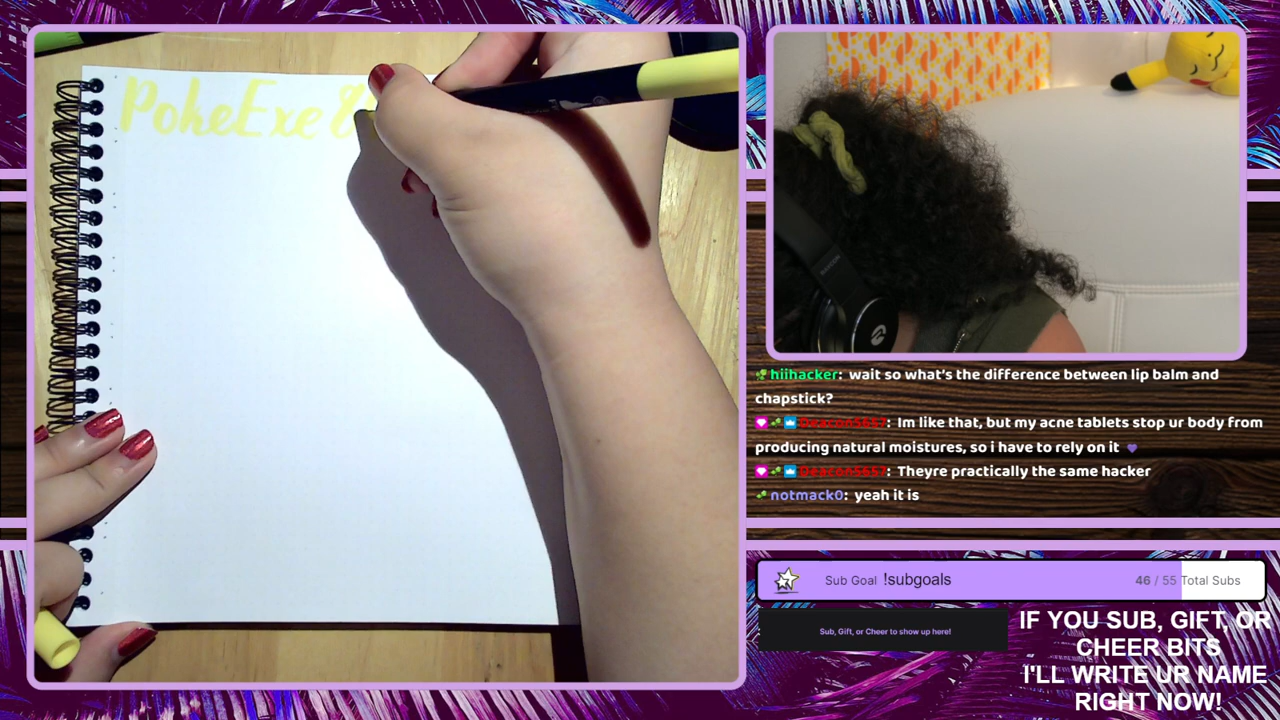 PokeExe8
hiihacker: wait so what's the difference between lip balm and
chapstick?
Deacon5657: Im like that, but my acne tablets stop ur body from
producing natural moistures, so i have to rely on it
Deacon5657: Theyre practically the same hacker
notmack0: yeah it is
Sub Goal !subgoals
46 / 55 Total Subs
Sub, Gift, or Cheer to show up here!
IF YOU SUB, GIFT, OR
CHEER BITS
I'LL WRITE UR NAME
RIGHT NOW!